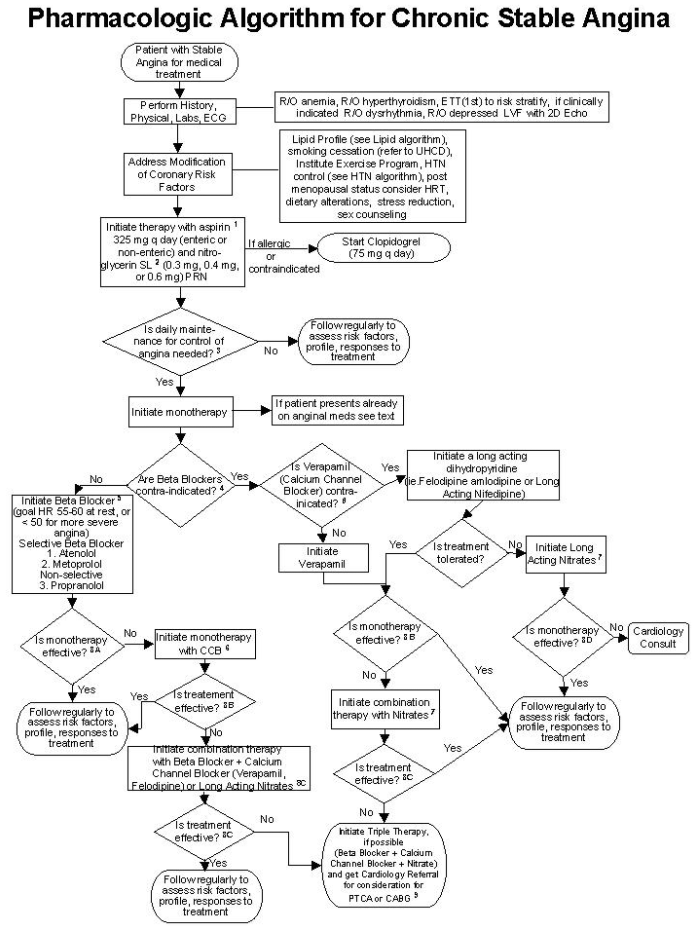 Pharmacologic Algorithm for Chronic Stable Angina
Patient with Stable
Angina for medical
treatment
Perform History,
Physical, Labs, ECG
R/O anemia, R/O hyperthyroidism, ETT(1st) to risk stratify, if clinically
indicated R/O dysrhythmia, R/O depressed LVF with 2D Echo
Address Modification
of Coronary Risk
Factors
Lipid Profile (see Lipid algorithm),
smoking cessation (refer to UHCD),
Institute Exercise Program, HTN
control (see HTN algorithm), post
menopausal status consider HRT,
dietary alterations, stress reduction,
sex counseling
Initiate therapy with aspirin 1
325 mg q day (enteric or
non-enteric) and nitro-
glycerin SL 2 (0.3 mg, 0.4 mg,
or 0.6 mg) PRN
If allergic
or
contraindicated
Start Clopidogrel
(75 mg q day)
Is daily mainte-
nance for control of
angina needed? 3
No
Follow regularly to
assess risk factors,
profile, responses to
treatment
Yes
Initiate monotherapy
If patient presents already
on anginal meds see text
Are Beta Blockers
contra-indicated? 4
No
Yes
Is Verapamil
(Calcium Channel
Blocker) contra-
inicated? 6
Yes
Initiate a long acting
dihydropyridine
(ie.Felodipine amlodipine or Long
Acting Nifedipine)
Initiate Beta Blocker 5
(goal HR 55-60 at rest, or
< 50 for more severe
angina)
Selective Beta Blocker
1. Atenolol
2. Metoprolol
Non-selective
3. Propranolol
No
Initiate
Verapamil
Yes
Is treatment
tolerated?
No
Initiate Long
Acting Nitrates 7
Is monotherapy
effective? 8A
No
Initiate monotherapy
with CCB 6
Is monotherapy
effective? 8B
Yes
Is monotherapy
effective? 8D
No
Cardiology
Consult
Yes
Yes
Is treatement
effective? 8B
Yes
No
Follow regularly to
assess risk factors,
profile, responses to
treatment
No
Initiate combination
therapy with Nitrates 7
Follow regularly to
assess risk factors,
profile, responses to
treatment
Initiate combination therapy
with Beta Blocker + Calcium
Channel Blocker (Verapamil,
Felodipine) or Long Acting Nitrates 8C
Is treatment
effective? 8C
Yes
No
Is treatment
effective? 8C
No
Yes
Initiate Triple Therapy,
if possible
(Beta Blocker + Calcium
Channel Blocker + Nitrate)
and get Cardiology Referral
for consideration for
PTCA or CABG 9
Follow regularly to
assess risk factors,
profile, responses to
treatment